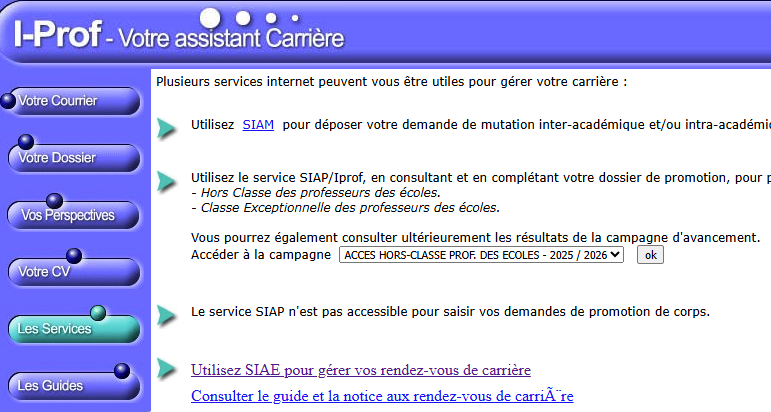 I-Prof - Votre assistant Carrière
Votre Courrier
Votre Dossier
Vos Perspectives
Votre CV
Les Services
Les Guides
Plusieurs services internet peuvent vous être utiles pour gérer votre carrière :
Utilisez SIAM pour déposer votre demande de mutation inter-académique et/ou intra-académi
Utilisez le service SIAP/Iprof, en consultant et en complétant votre dossier de promotion, pour p
- Hors Classe des professeurs des écoles.
- Classe Exceptionnelle des professeurs des écoles.
Vous pourrez également consulter ultérieurement les résultats de la campagne d'avancement.
Accéder à la campagne ACCES HORS-CLASSE PROF. DES ECOLES - 2025 / 2026 ok
Le service SIAP n'est pas accessible pour saisir vos demandes de promotion de corps.
Utilisez SIAE pour gérer vos rendez-vous de carrière
Consulter le guide et la notice aux rendez-vous de carriÃ¨re